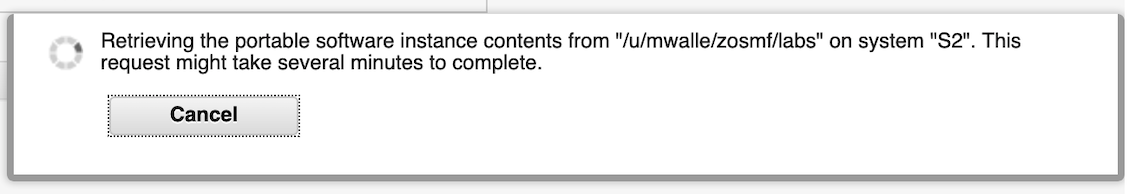 Retrieving the portable software instance contents from "/u/mwalle/zosmf/labs" on system "S2". This
request might take several minutes to complete.
Cancel